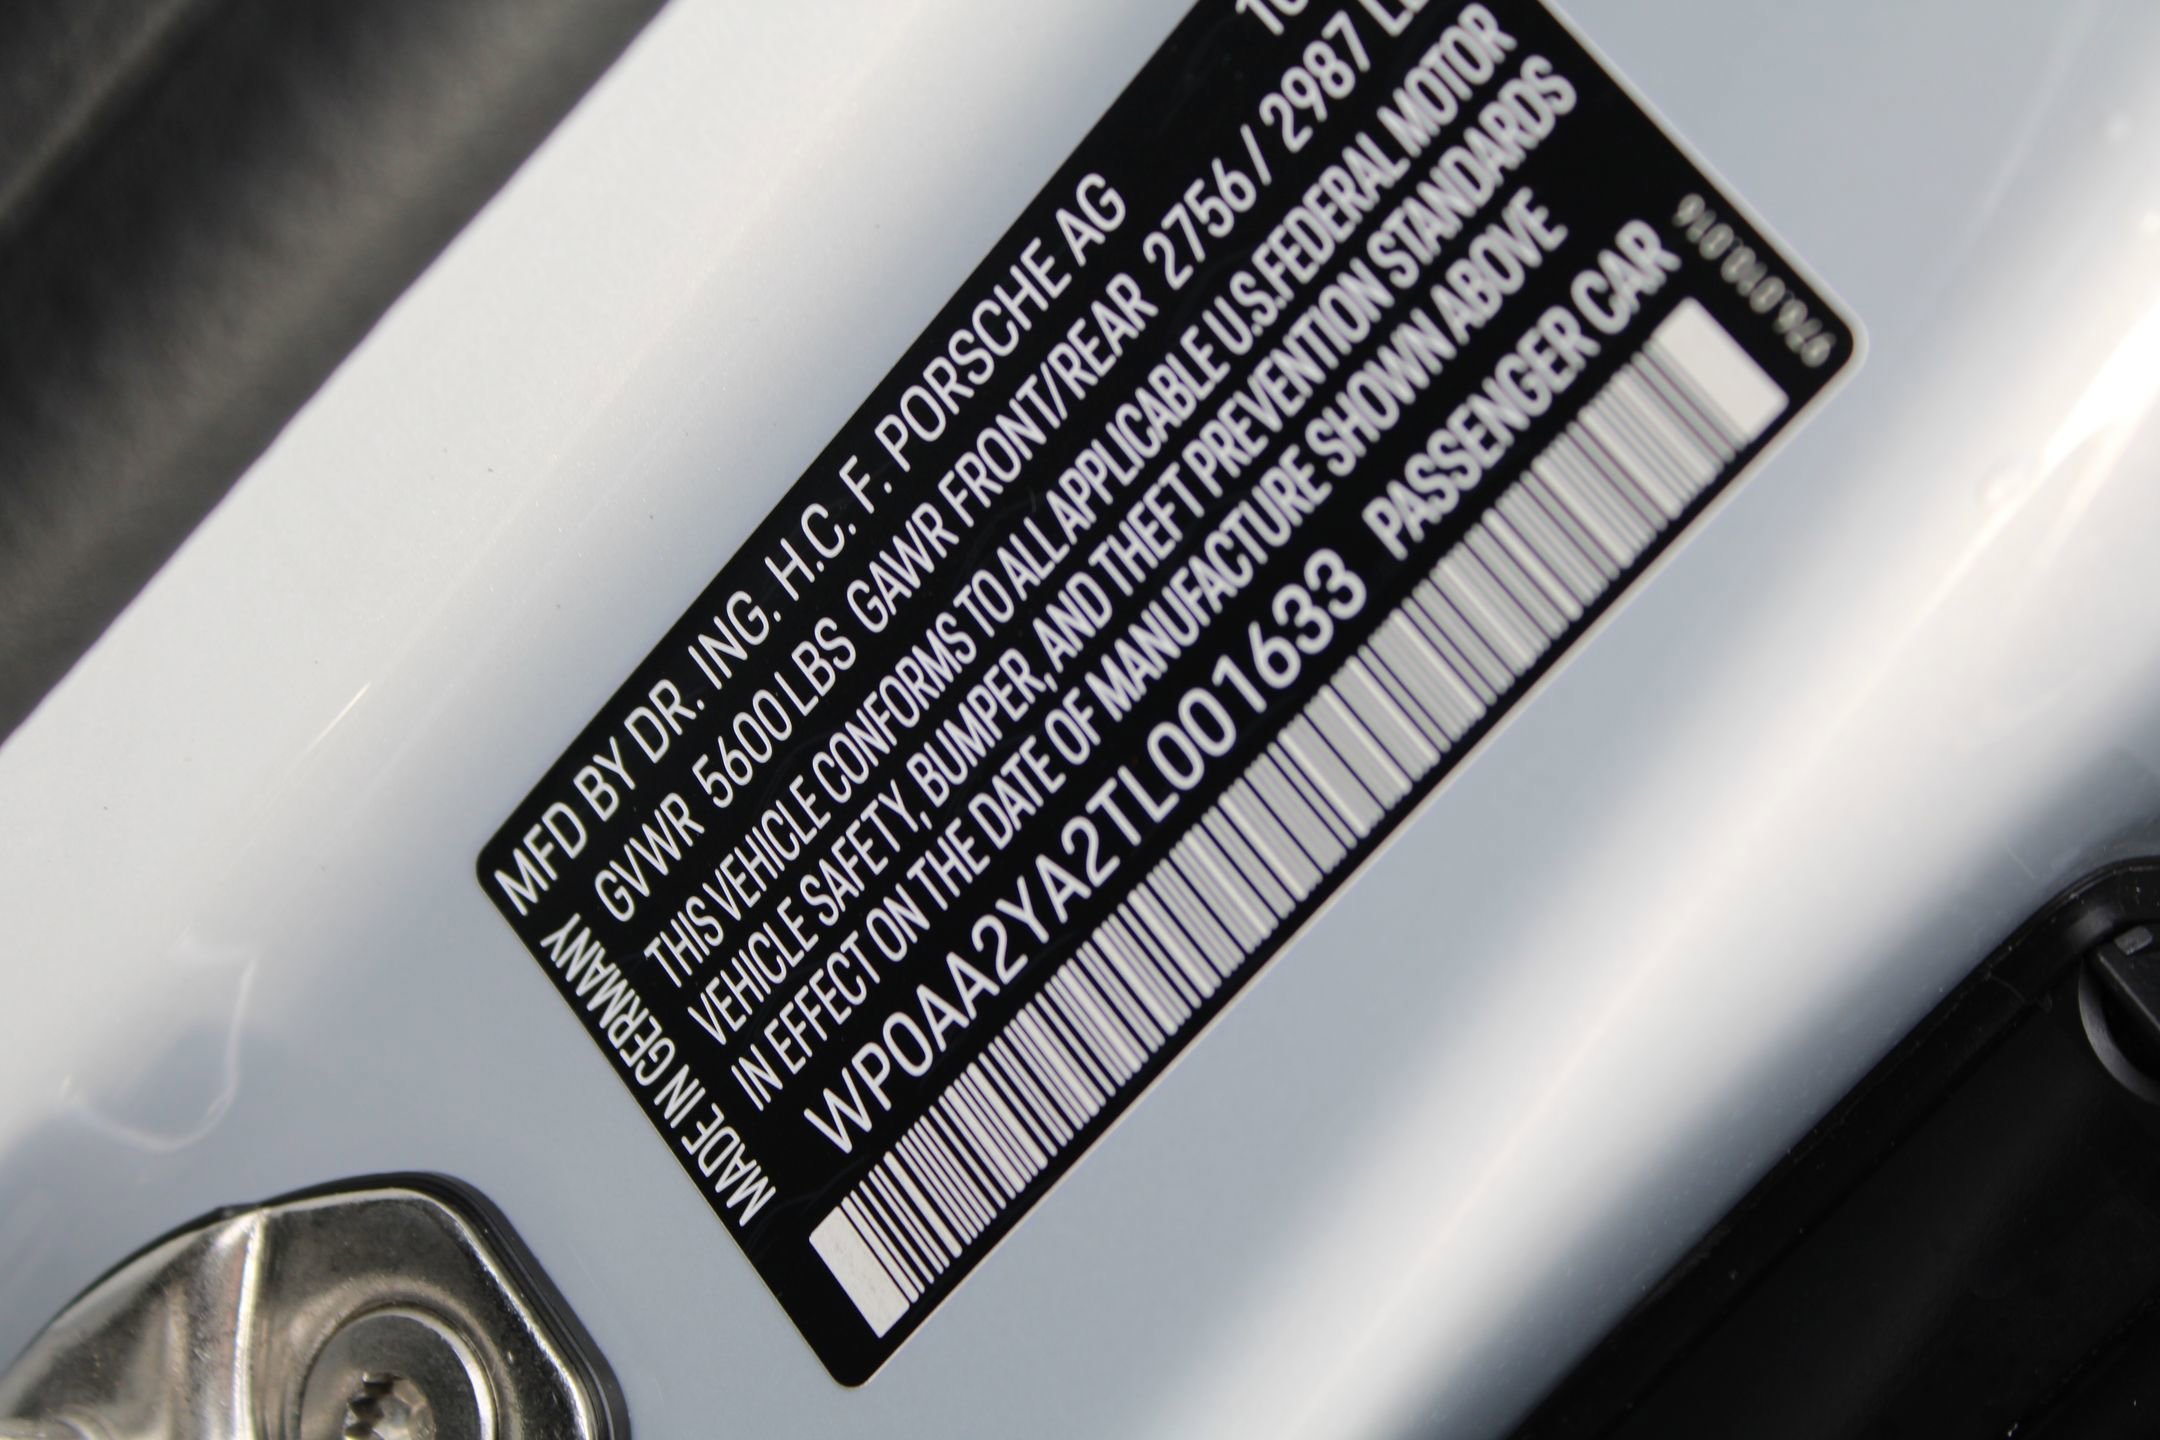 MFD BY DR. ING. H.C. F. PORSCHE AG
GVWR 5600 LBS GAWR FRONT/REAR 2756 / 2987
THIS VEHICLE CONFORMS TO ALL APPLICABLE U.S.FEDERAL MOTOR
VEHICLE SAFETY, BUMPER, AND THEFT PREVENTION STANDARDS
IN EFFECT ON THE DATE OF MANUFACTURE SHOWN ABOVE
WP0AA2YA2TL001633 PASSENGER CAR
MADE IN GERMANY